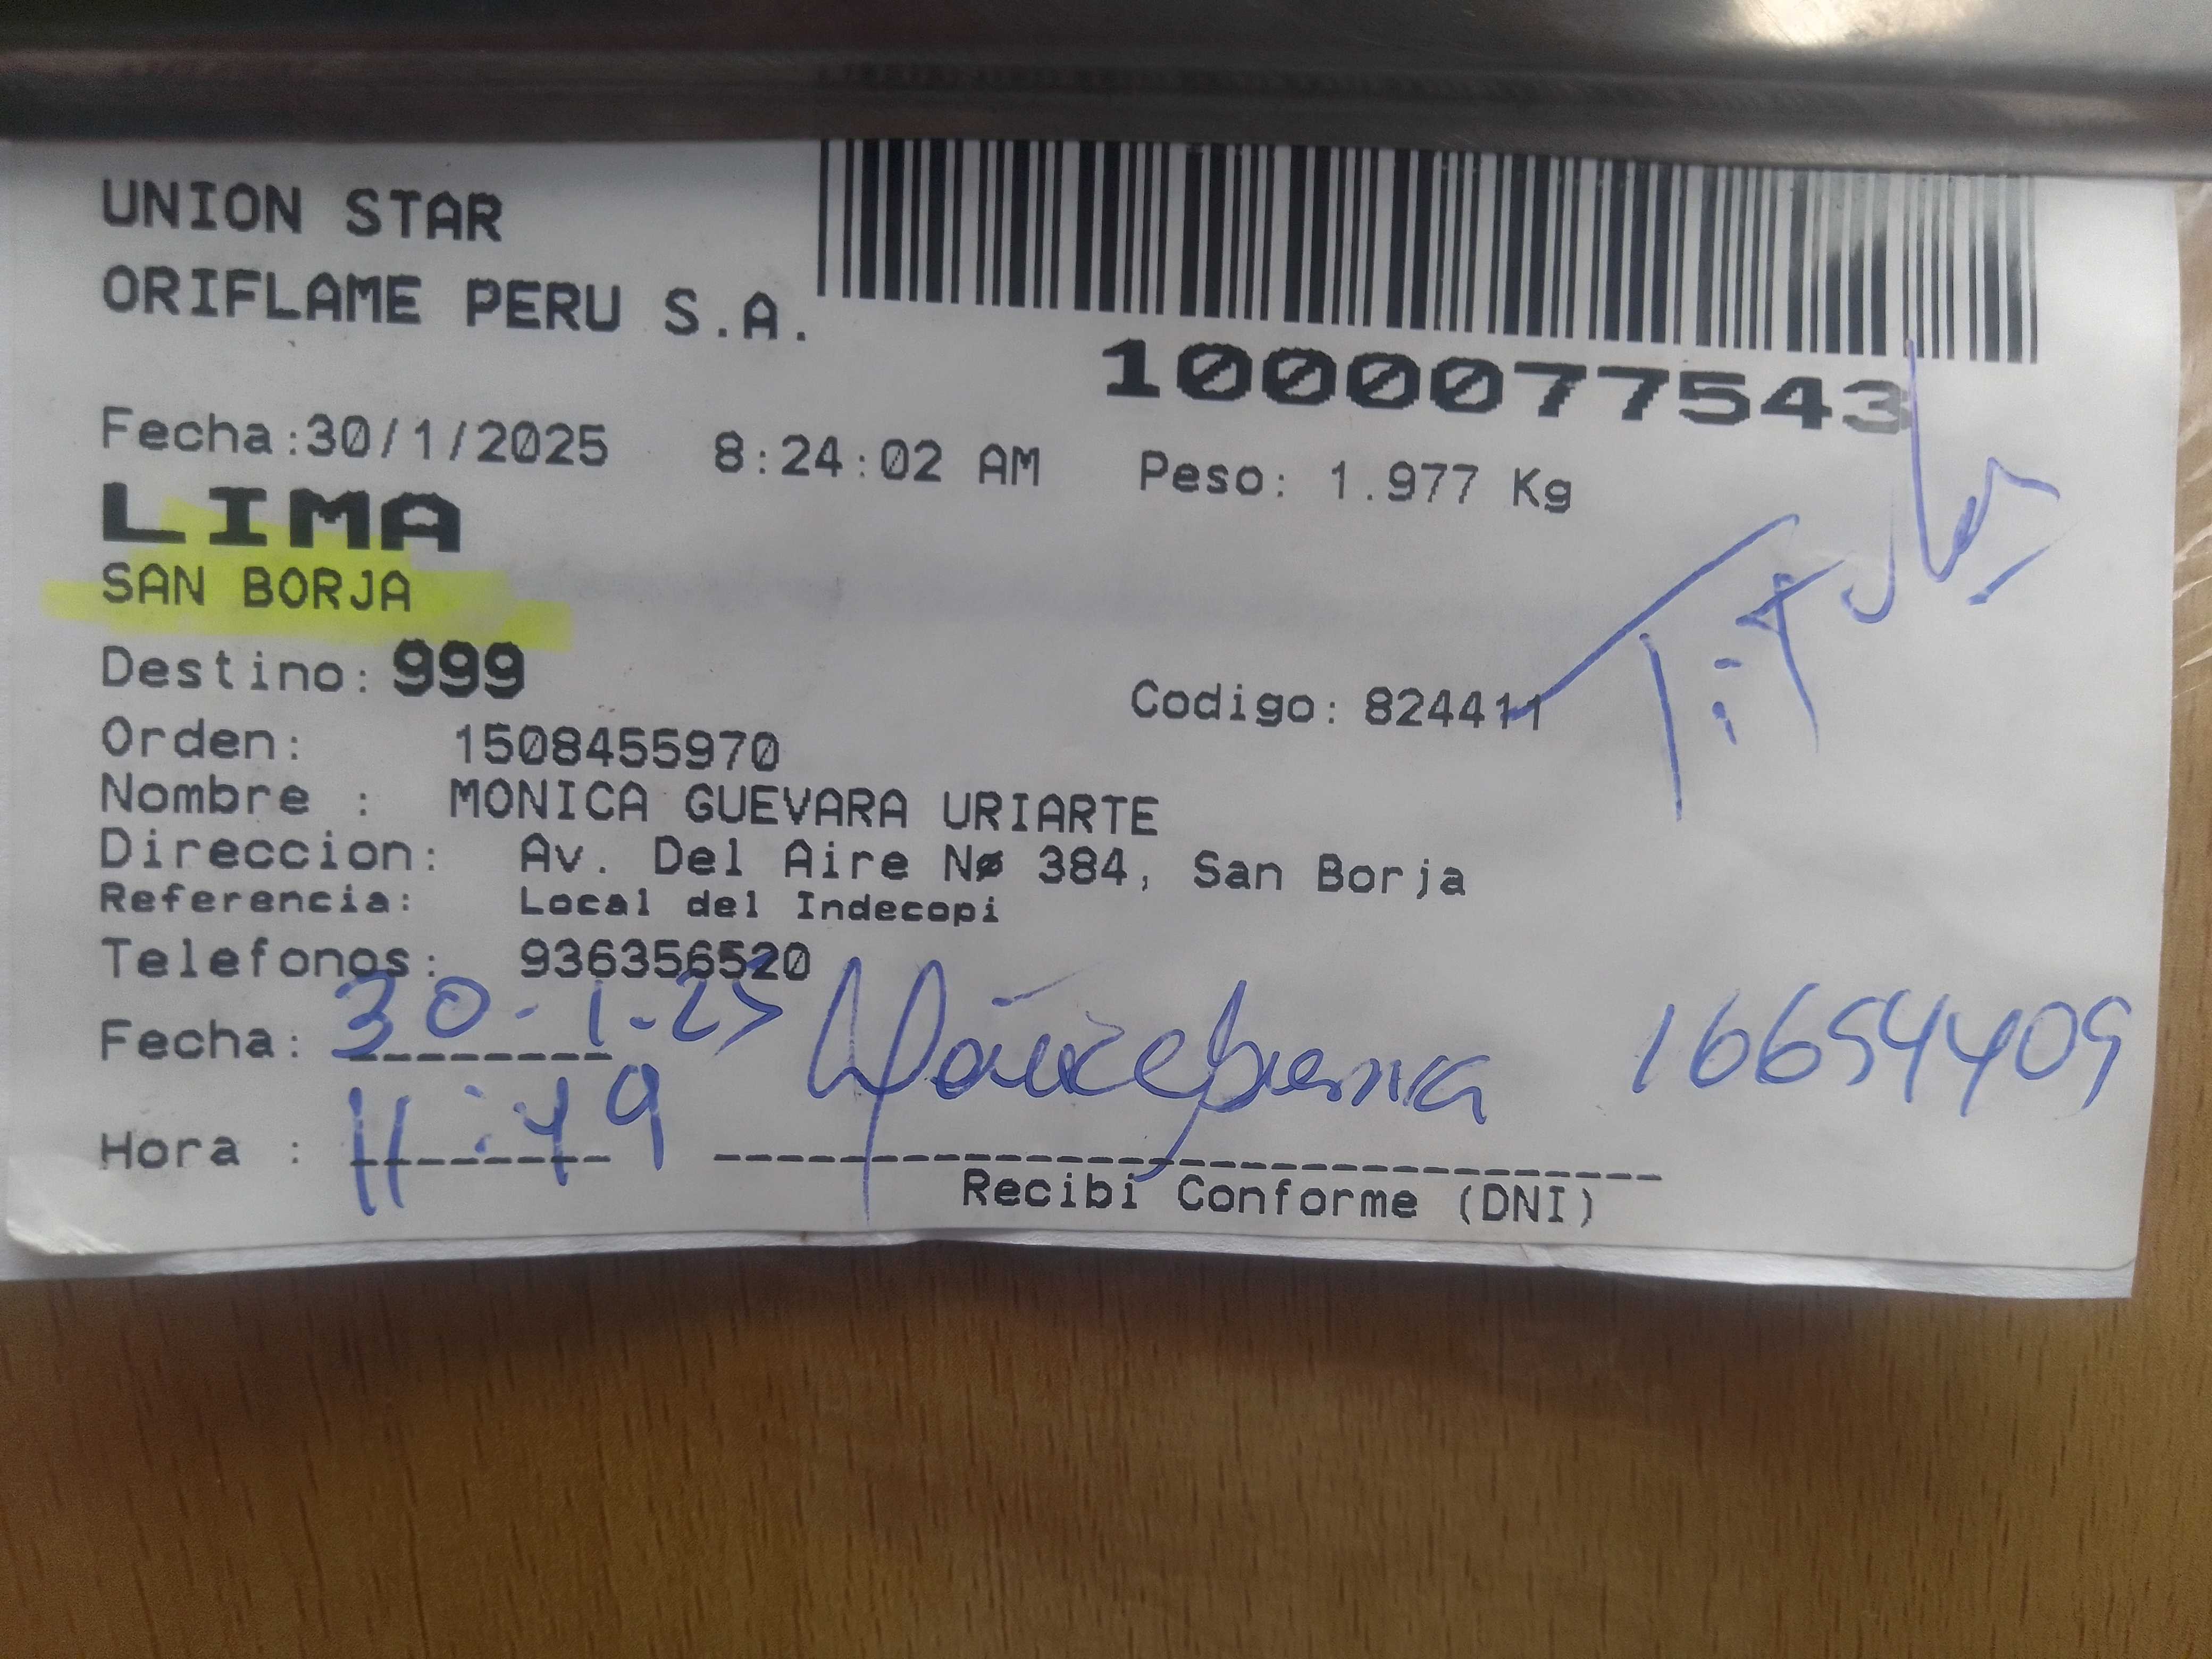 UNION STAR
ORIFLAME PERU S.A.
1000077543
Fecha:30/1/2025 8:24:02 AM Peso: 1.977 Kg
LIMA
SAN BORJA
Titular
Destino: 999
Codigo: 824411
Orden: 1508455970
Nombre : MONICA GUEVARA URIARTE
Direccion: Av. Del Aire Nø 384, San Borja
Referencia: Local del Indecopi
Telefonos: 936356520
Fecha: 30-1-25
16654409
Hora : 11:49
Recibi Conforme (DNI)